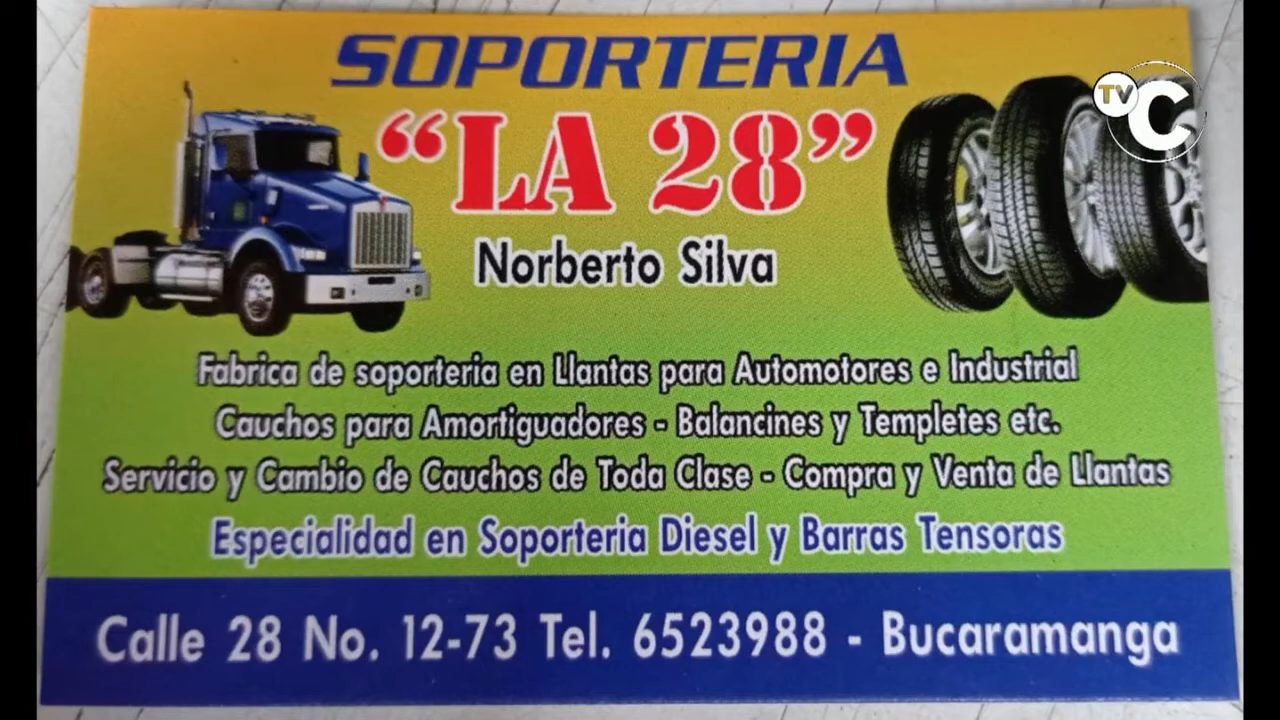 SOPORTERIA
TV C
"LA 28"
Norberto Silva
Fabrica de soporteria en Llantas para Automotores e Industrial
Cauchos para Amortiguadores - Balancines y Templetes etc.
Servicio y Cambio de Cauchos de Toda Clase - Compra y Venta de Llantas
Especialidad en Soporteria Diesel y Barras Tensoras
Calle 28 No. 12-73 Tel. 6523988 - Bucaramanga